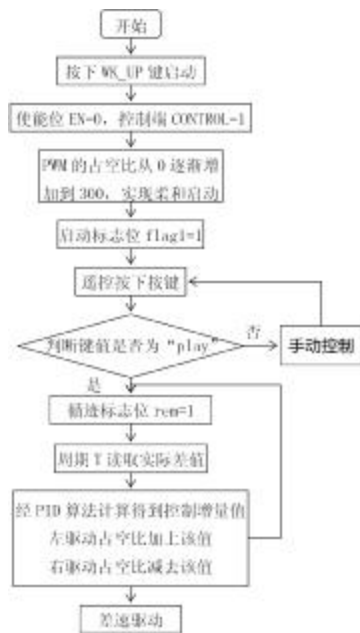 开始
按下 WK_UP 键启动
使能位 EN=0，控制端 CONTROL=1
PWM 的占空比从 0 逐渐增
加到 300，实现柔和启动
启动标志位 flag1=1
遥控按下按键
判断键值是否为“play”
否
手动控制
是
循迹标志位 rem=1
周期 T 读取实际差值
经 PID 算法计算得到控制增量值
左驱动占空比加上该值
右驱动占空比减去该值
差速驱动